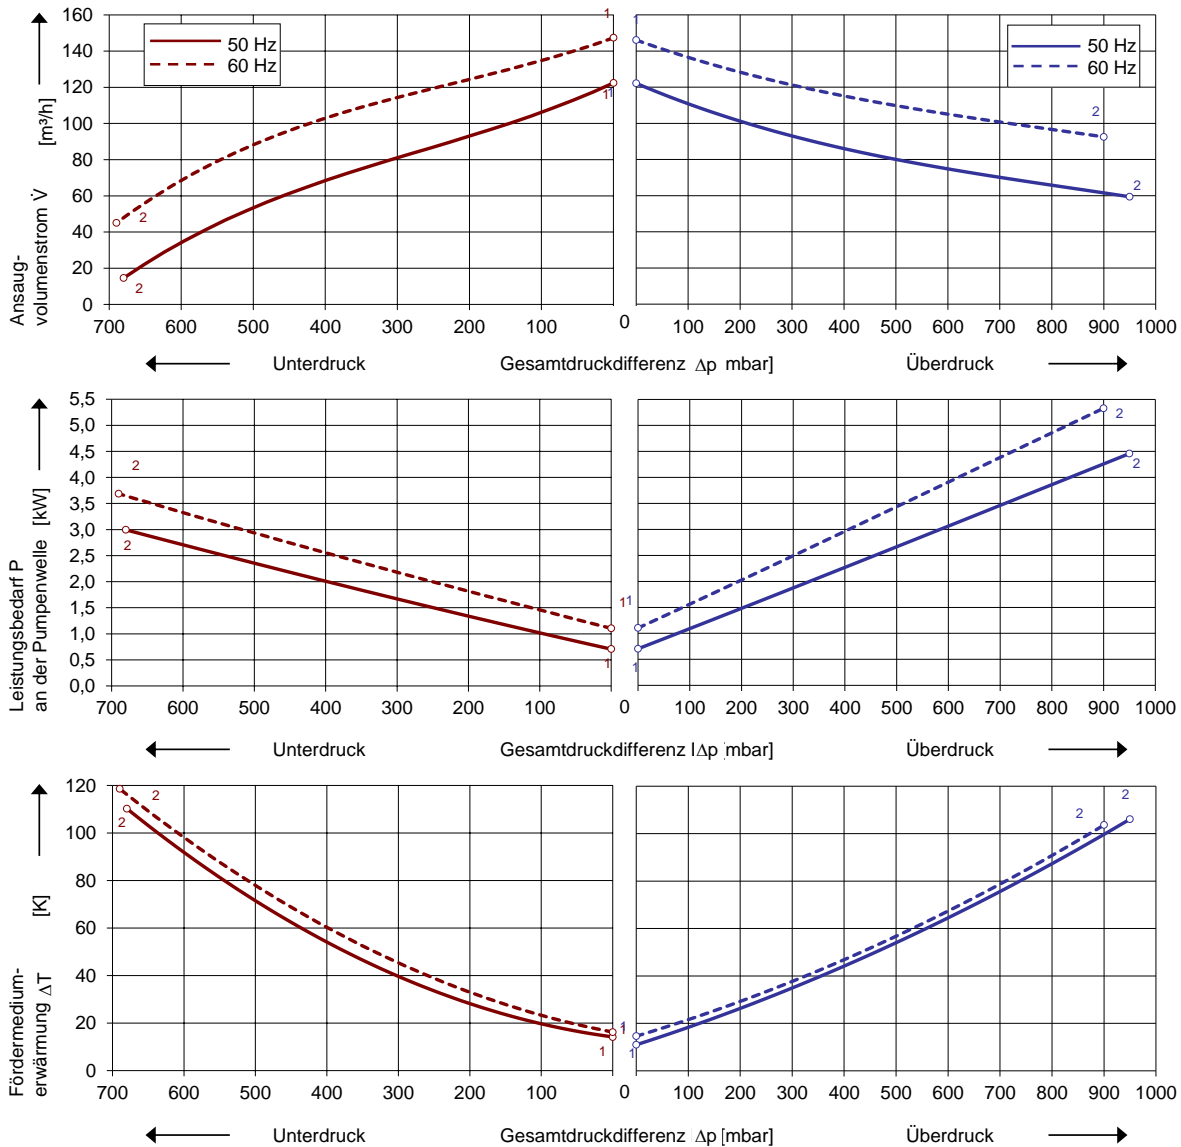 160
140
120
100
80
60
40
20
0
[m³/h]
Ansaug-
volumenstrom V̇
50 Hz
60 Hz
50 Hz
60 Hz
1
1
1
1
2
2
2
2
700 600 500 400 300 200 100 0 100 200 300 400 500 600 700 800 900 1000
Unterdruck Gesamtdruckdifferenz Δp mbar] Überdruck
5,5
5,0
4,5
4,0
3,5
3,0
2,5
2,0
1,5
1,0
0,5
0,0
Leistungsbedarf P
an der Pumpenwelle [kW]
2
2
2
2
1
1
1
1
700 600 500 400 300 200 100 0 100 200 300 400 500 600 700 800 900 1000
Unterdruck Gesamtdruckdifferenz Δp [mbar] Überdruck
120
100
80
60
40
20
0
[K]
Fördermedium-
erwärmung ΔT
2
2
2
2
1
1
1
1
700 600 500 400 300 200 100 0 100 200 300 400 500 600 700 800 900 1000
Unterdruck Gesamtdruckdifferenz Δp [mbar] Überdruck